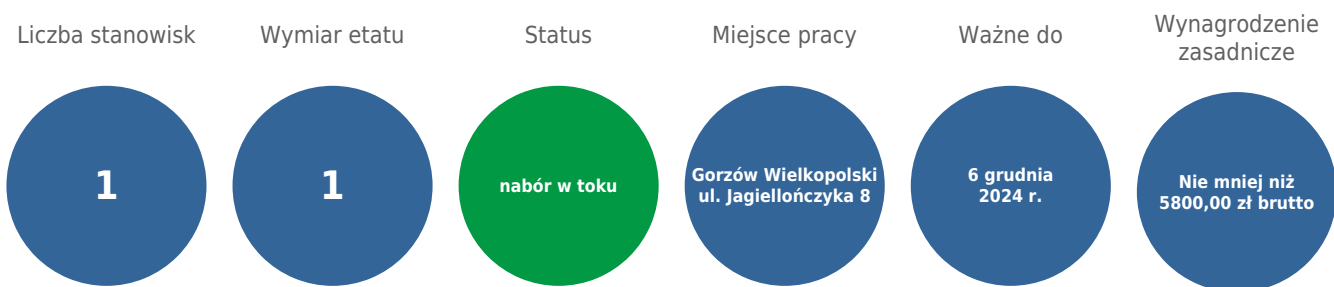 Liczba stanowisk
1
Wymiar etatu
1
Status
nabór w toku
Miejsce pracy
Gorzów Wielkopolski
ul. Jagiellończyka 8
Ważne do
6 grudnia
2024 r.
Wynagrodzenie
zasadnicze
Nie mniej niż
5800,00 zł brutto